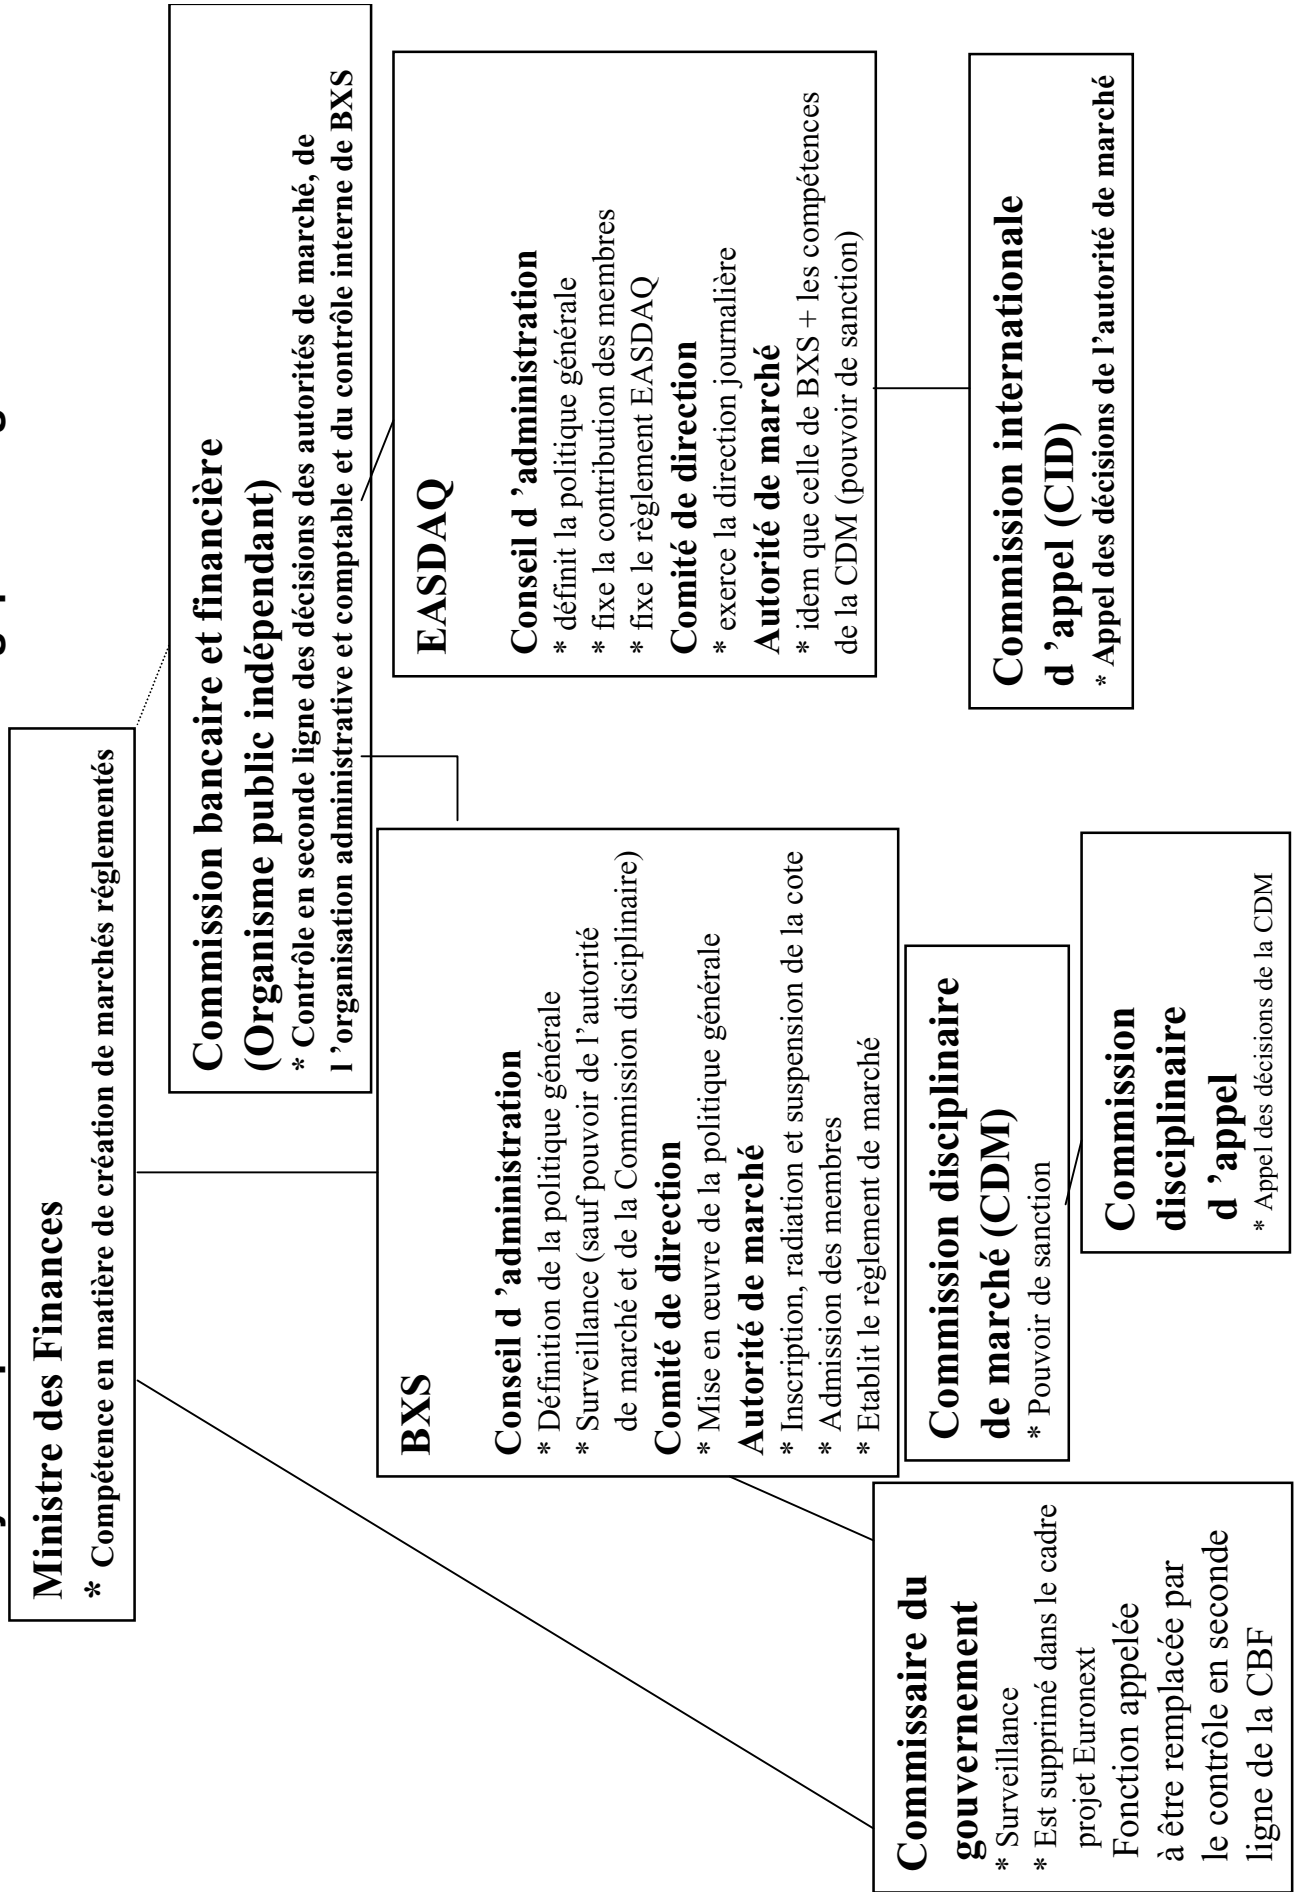 Ministre des Finances
* Compétence en matière de création de marchés réglementés
Commission bancaire et financière
(Organisme public indépendant)
* Contrôle en seconde ligne des décisions des autorités de marché, de
l ’organisation administrative et comptable et du contrôle interne de BXS
BXS
Conseil d ’administration
* Définition de la politique générale
* Surveillance (sauf pouvoir de l’autorité
de marché et de la Commission disciplinaire)
Comité de direction
* Mise en œuvre de la politique générale
Autorité de marché
* Inscription, radiation et suspension de la cote
* Admission des membres
* Etablit le règlement de marché
EASDAQ
Conseil d ’administration
* définit la politique générale
* fixe la contribution des membres
* fixe le règlement EASDAQ
Comité de direction
* exerce la direction journalière
Autorité de marché
* idem que celle de BXS + les compétences
de la CDM (pouvoir de sanction)
Commissaire du
gouvernement
* Surveillance
* Est supprimé dans le cadre
projet Euronext
Fonction appelée
à être remplacée par
le contrôle en seconde
ligne de la CBF
Commission disciplinaire
de marché (CDM)
* Pouvoir de sanction
Commission
disciplinaire
d ’appel
* Appel des décisions de la CDM
Commission internationale
d ’appel (CID)
* Appel des décisions de l’autorité de marché